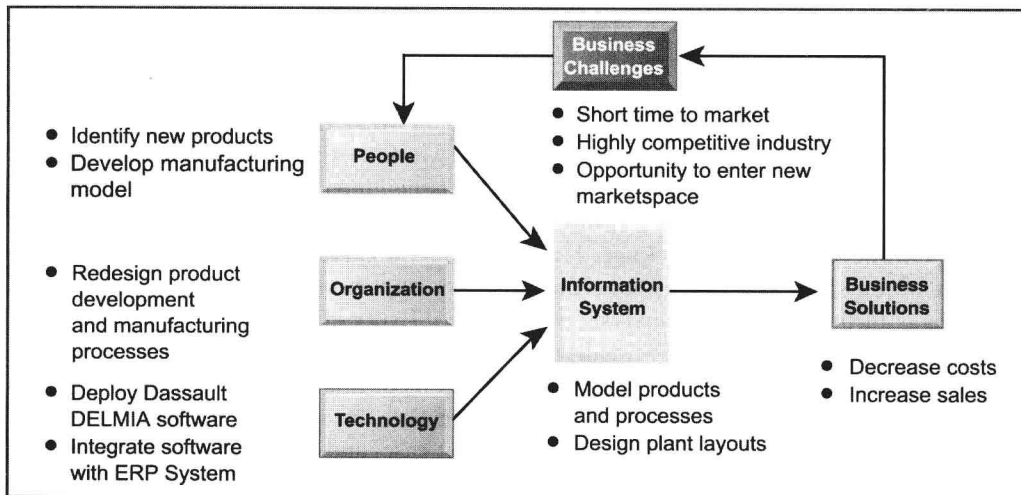 Business
Challenges
● Short time to market
● Highly competitive industry
● Opportunity to enter new
marketspace
● Identify new products
● Develop manufacturing
model
People
● Redesign product
development
and manufacturing
processes
Organization
Information
System
Business
Solutions
● Deploy Dassault
DELMIA software
● Integrate software
with ERP System
Technology
● Model products
and processes
● Design plant layouts
● Decrease costs
● Increase sales